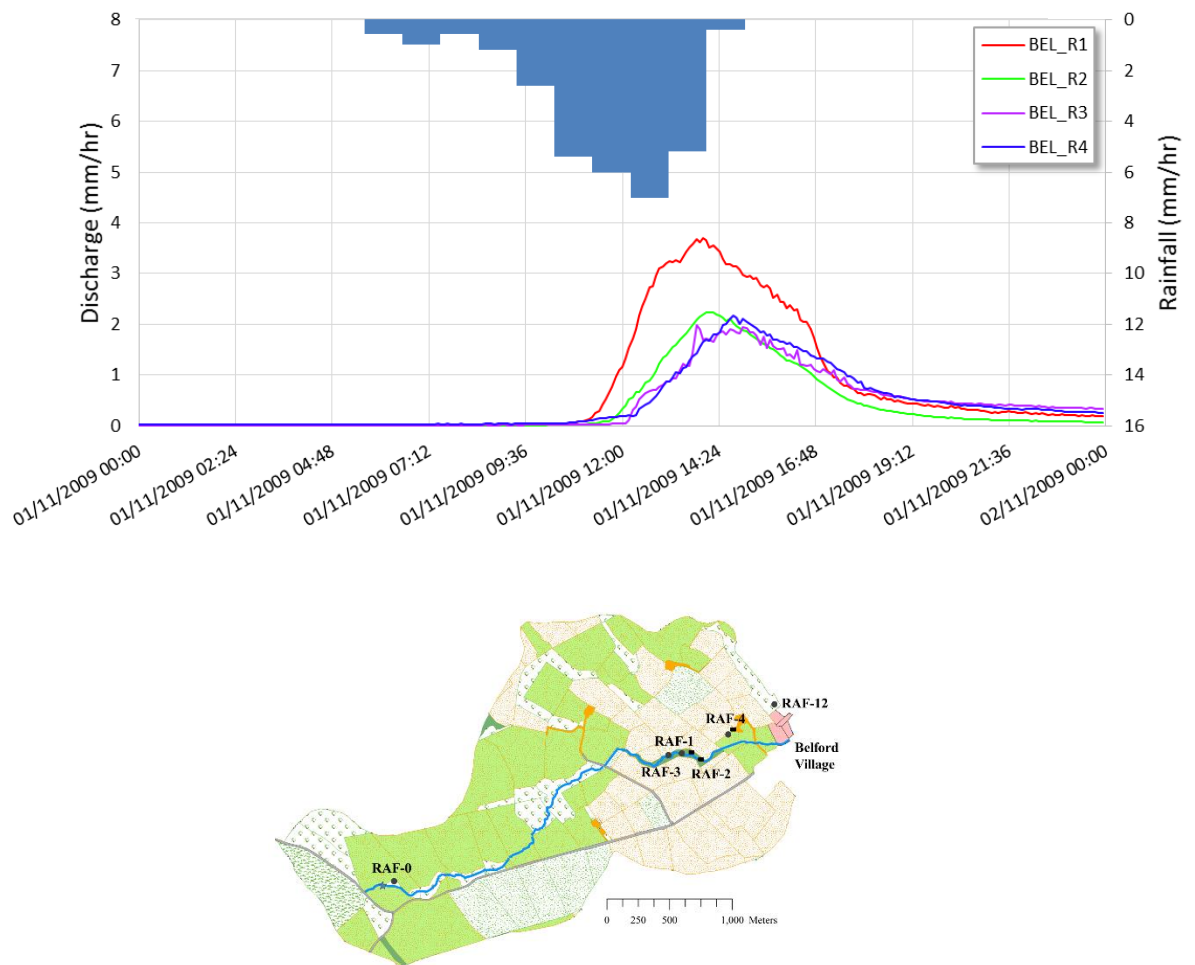 8
7
6
5
4
3
2
1
0
Discharge (mm/hr)
0
2
4
6
8
10
12
14
16
Rainfall (mm/hr)
BEL_R1
BEL_R2
BEL_R3
BEL_R4
01/11/2009 00:00
01/11/2009 02:24
01/11/2009 04:48
01/11/2009 07:12
01/11/2009 09:36
01/11/2009 12:00
01/11/2009 14:24
01/11/2009 16:48
01/11/2009 19:12
01/11/2009 21:36
02/11/2009 00:00
RAF-12
RAF-4
RAF-1
Belford
Village
RAF-3
RAF-2
RAF-0
0 250 500 1,000 Meters